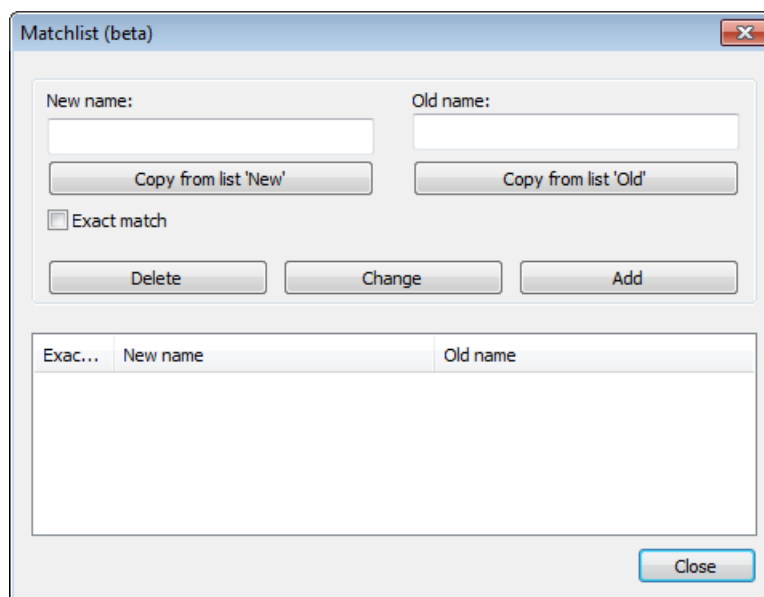 Matchlist (beta)
New name: Old name:
Copy from list 'New' Copy from list 'Old'
Exact match
Delete Change Add
Exac... New name Old name
Close